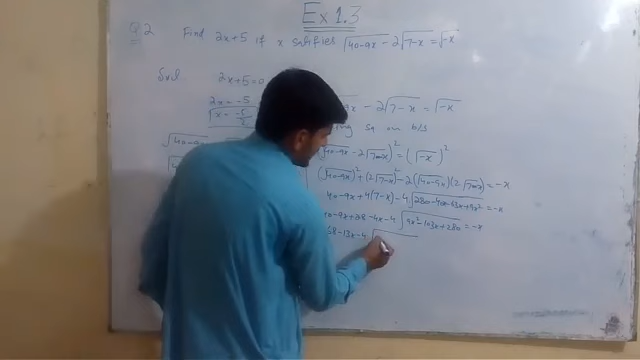 Ex 1.3
Q.2 Find 2x+5 if x satisfies √40-9x - 2√7-x = √-x
Sol. 2x+5=0
2x = -5
x = -5/2
- 2√7-x = √-x
sq on b/s
√40-9x
(√40-9x - 2√7-x)² = (√-x)²
(√40-9x)² + (2√7-x)² - 2(√40-9x)(2√7-x) = -x
40-9x+4(7-x) - 4√280-40x-63x+9x² = -x
-9x+28-4x-4√9x²-103x+280 = -x
68-13x-4√